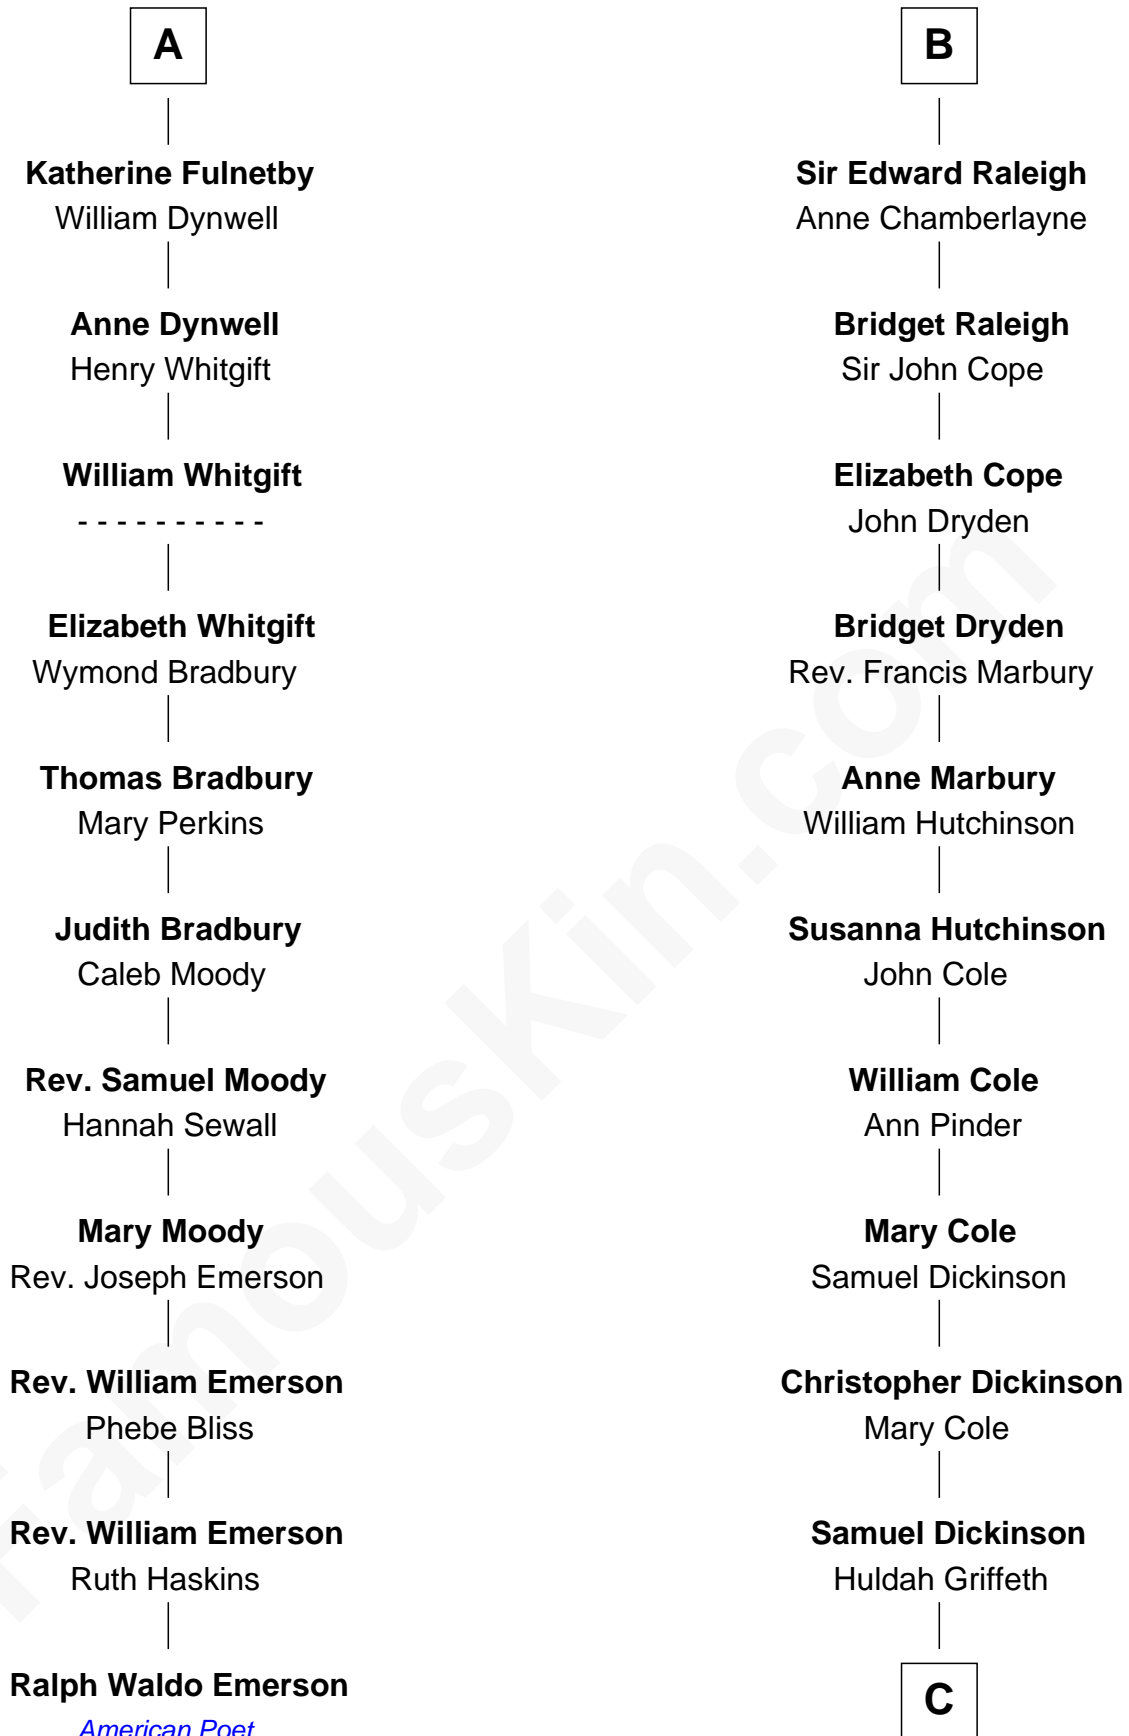 A
Katherine Fulnetby
William Dynwell
Anne Dynwell
Henry Whitgift
William Whitgift
- - - - - - - - - -
Elizabeth Whitgift
Wymond Bradbury
Thomas Bradbury
Mary Perkins
Judith Bradbury
Caleb Moody
Rev. Samuel Moody
Hannah Sewall
Mary Moody
Rev. Joseph Emerson
Rev. William Emerson
Phebe Bliss
Rev. William Emerson
Ruth Haskins
Ralph Waldo Emerson
American Poet
B
Sir Edward Raleigh
Anne Chamberlayne
Bridget Raleigh
Sir John Cope
Elizabeth Cope
John Dryden
Bridget Dryden
Rev. Francis Marbury
Anne Marbury
William Hutchinson
Susanna Hutchinson
John Cole
William Cole
Ann Pinder
Mary Cole
Samuel Dickinson
Christopher Dickinson
Mary Cole
Samuel Dickinson
Huldah Griffeth
C
FamousKin.com